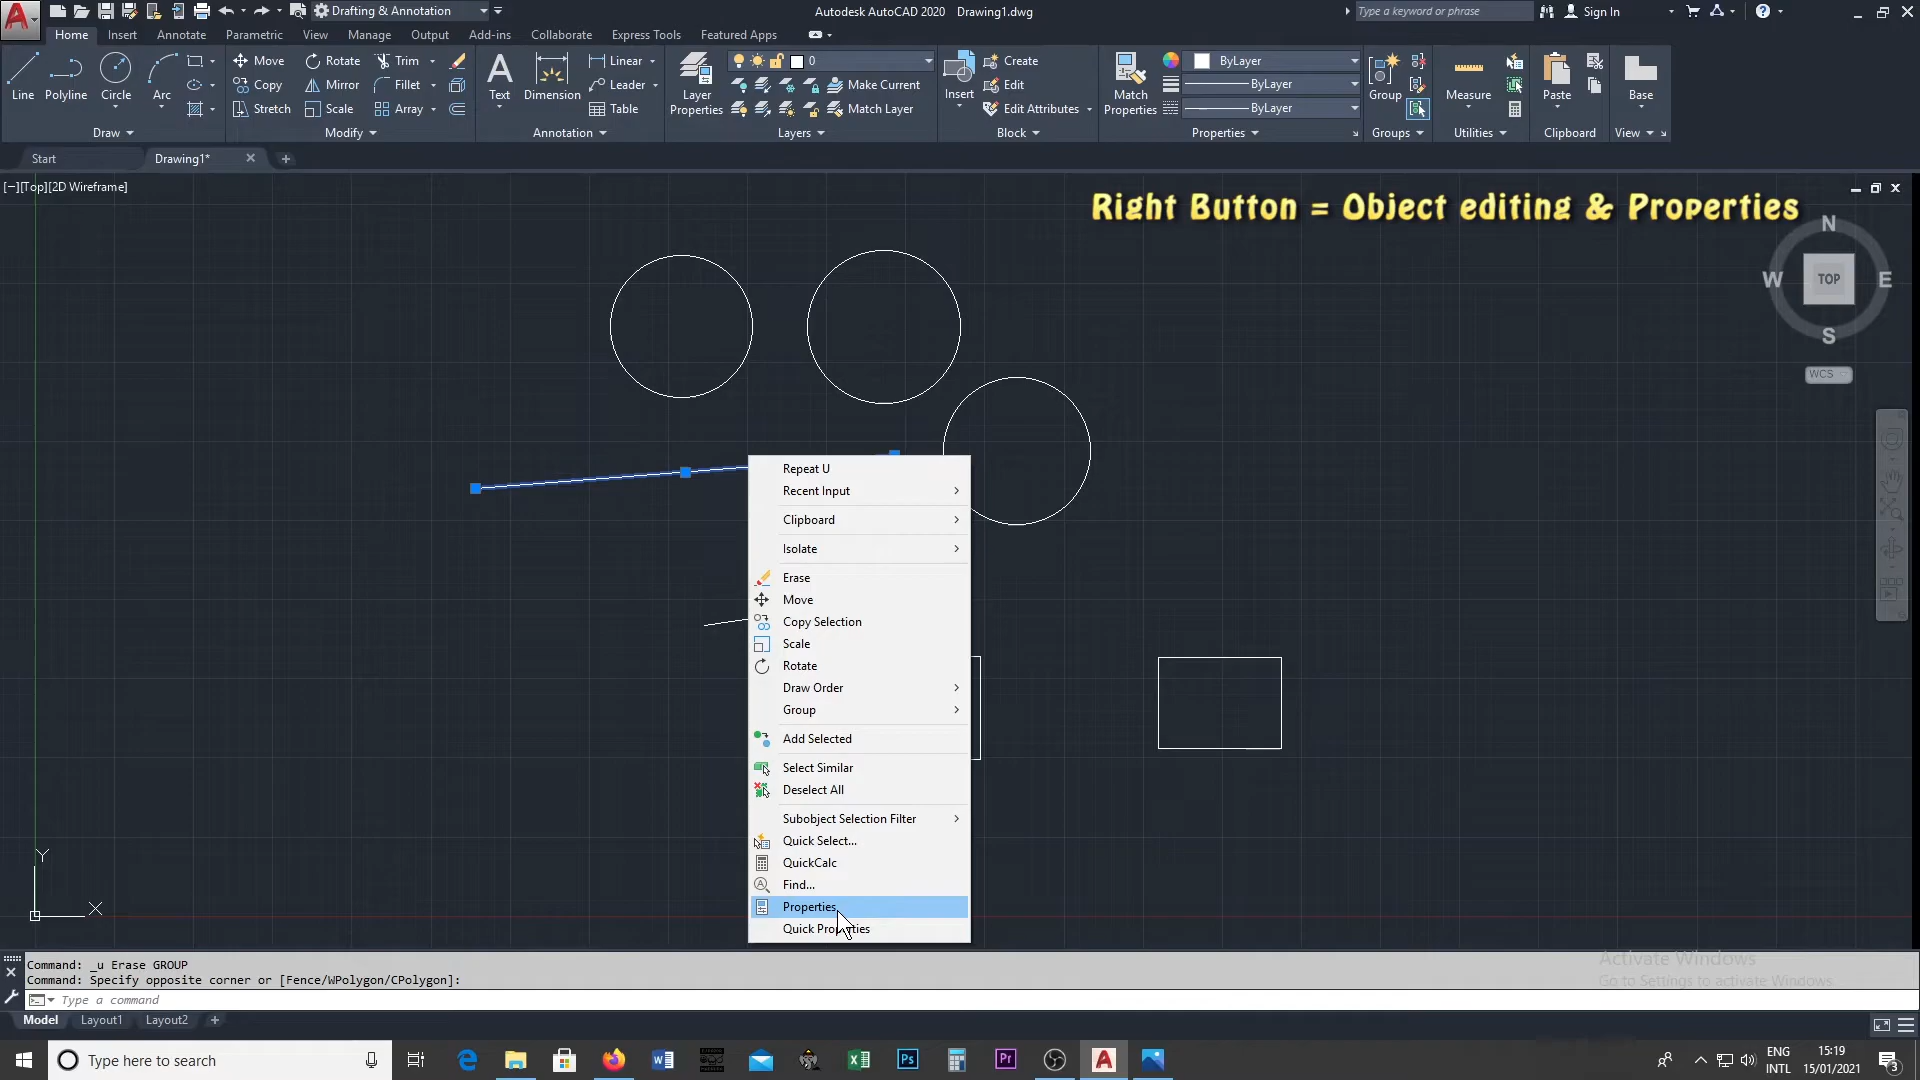 Drafting & Annotation
Autodesk AutoCAD 2020 Drawing1.dwg
Type a keyword or phrase
Sign In
Home Insert Annotate Parametric View Manage Output Add-ins Collaborate Express Tools Featured Apps
Line Polyline Circle Arc
Draw
Move Rotate Trim
Copy Mirror Fillet
Stretch Scale Array
Modify
Text Dimension
Linear
Leader
Table
Annotation
Layer Properties
0
Make Current
Match Layer
Layers
Insert
Create
Edit
Edit Attributes
Block
Match Properties
ByLayer
ByLayer
ByLayer
Properties
Group
Groups
Measure
Utilities
Paste
Clipboard
Base
View
Start Drawing1*
[−][Top][2D Wireframe]
Right Button = Object editing & Properties
N
W TOP E
S
WCS
Repeat U
Recent Input
Clipboard
Isolate
Erase
Move
Copy Selection
Scale
Rotate
Draw Order
Group
Add Selected
Select Similar
Deselect All
Subobject Selection Filter
Quick Select...
QuickCalc
Find...
Properties
Quick Properties
Y
X
Command: _u Erase GROUP
Command: Specify opposite corner or [Fence/WPolygon/CPolygon]:
Type a command
Activate Windows
Go to Settings to activate Windows.
Model Layout1 Layout2
Type here to search
ENG
INTL
15:19
15/01/2021
3